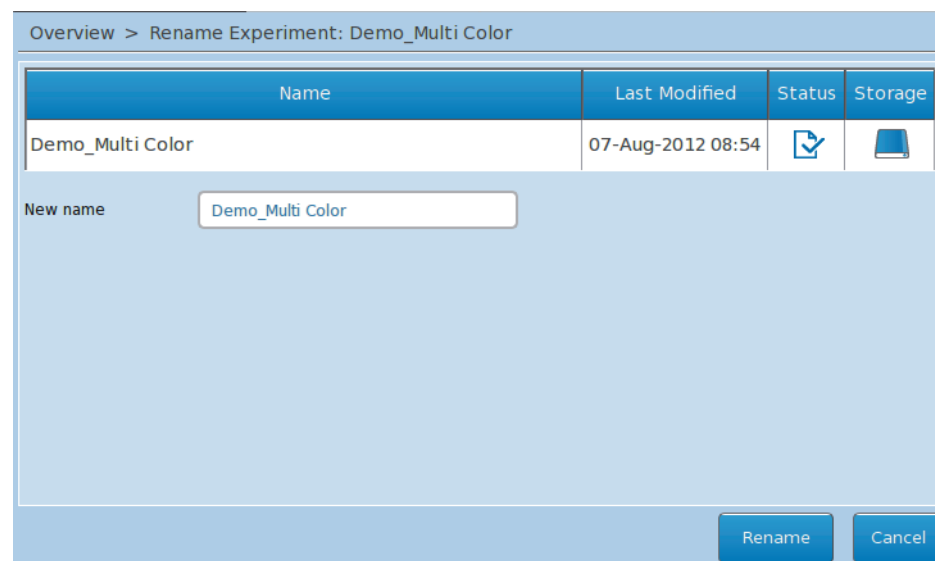 Overview > Rename Experiment: Demo_Multi Color
Name Last Modified Status Storage
Demo_Multi Color 07-Aug-2012 08:54
New name Demo_Multi Color
Rename Cancel